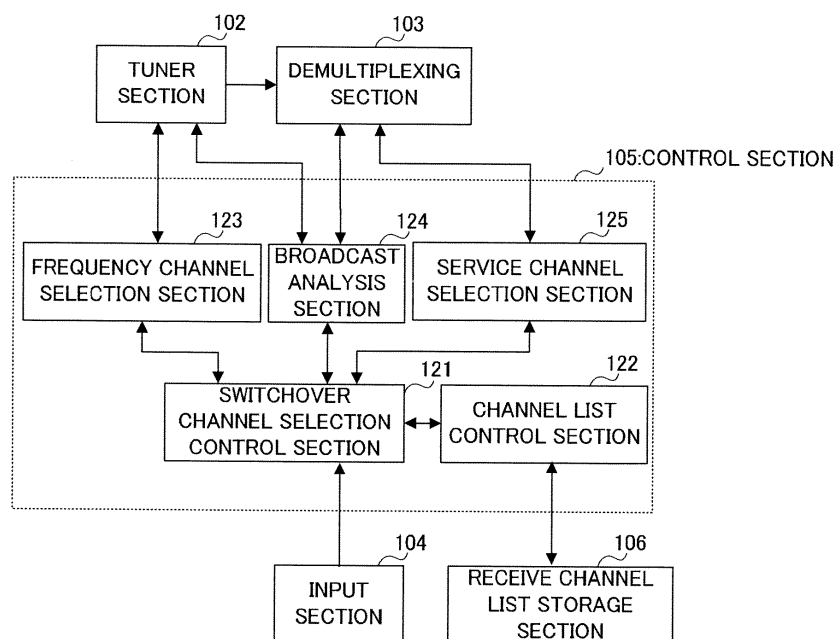 102
103
TUNER
SECTION
DEMULTIPLEXING
SECTION
105:CONTROL SECTION
123
124
125
FREQUENCY CHANNEL
SELECTION SECTION
BROADCAST
ANALYSIS
SECTION
SERVICE CHANNEL
SELECTION SECTION
121
122
SWITCHOVER
CHANNEL SELECTION
CONTROL SECTION
CHANNEL LIST
CONTROL SECTION
104
106
INPUT
SECTION
RECEIVE CHANNEL
LIST STORAGE
SECTION